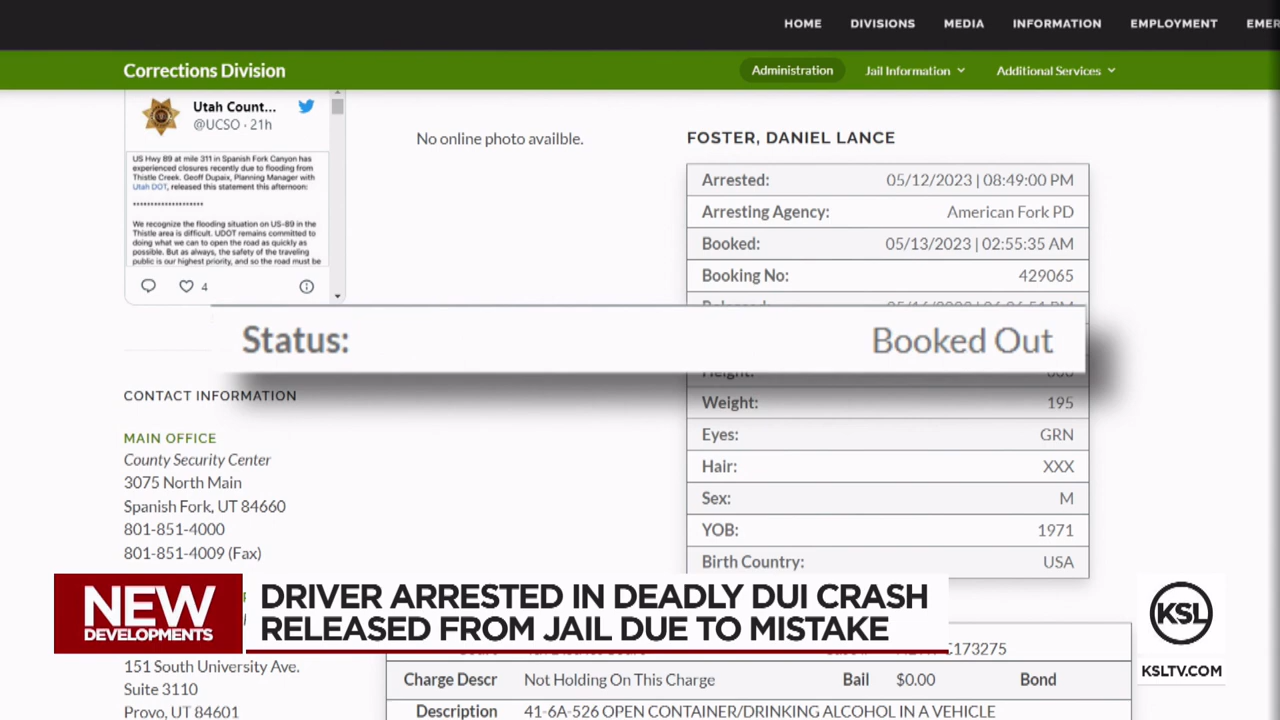 HOME DIVISIONS MEDIA INFORMATION EMPLOYMENT EMER
Corrections Division Administration Jail Information Additional Services
Utah Count...
@UCSO · 21h
US Hwy 89 at mile 311 in Spanish Fork Canyon has
experienced closures recently due to flooding from
Thistle Creek. Geoff Dupaix, Planning Manager with
Utah DOT, released this statement this afternoon:
********************
We recognize the flooding situation on US-89 in the
Thistle area is difficult. UDOT remains committed to
doing what we can to open the road as quickly as
possible. But as always, the safety of the traveling
public is our highest priority, and so the road must be
4
No online photo availble.
FOSTER, DANIEL LANCE
Arrested: 05/12/2023 | 08:49:00 PM
Arresting Agency: American Fork PD
Booked: 05/13/2023 | 02:55:35 AM
Booking No: 429065
Status: Booked Out
Height:
Weight: 195
Eyes: GRN
Hair: XXX
Sex: M
YOB: 1971
Birth Country: USA
CONTACT INFORMATION
MAIN OFFICE
County Security Center
3075 North Main
Spanish Fork, UT 84660
801-851-4000
801-851-4009 (Fax)
NEW
DEVELOPMENTS
DRIVER ARRESTED IN DEADLY DUI CRASH
RELEASED FROM JAIL DUE TO MISTAKE
KSL
KSLTV.COM
151 South University Ave.
Suite 3110
Provo, UT 84601
Charge Descr Not Holding On This Charge Bail $0.00 Bond
Description 41-6A-526 OPEN CONTAINER/DRINKING ALCOHOL IN A VEHICLE